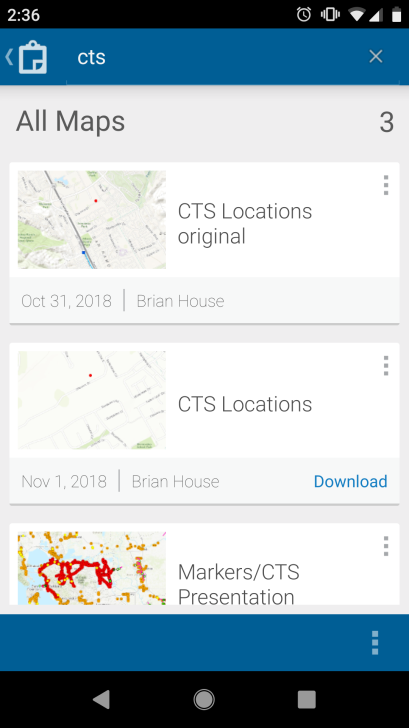 2:36
cts
All Maps 3
CTS Locations
original
Oct 31, 2018 | Brian House
CTS Locations
Nov 1, 2018 | Brian House Download
Markers/CTS
Presentation